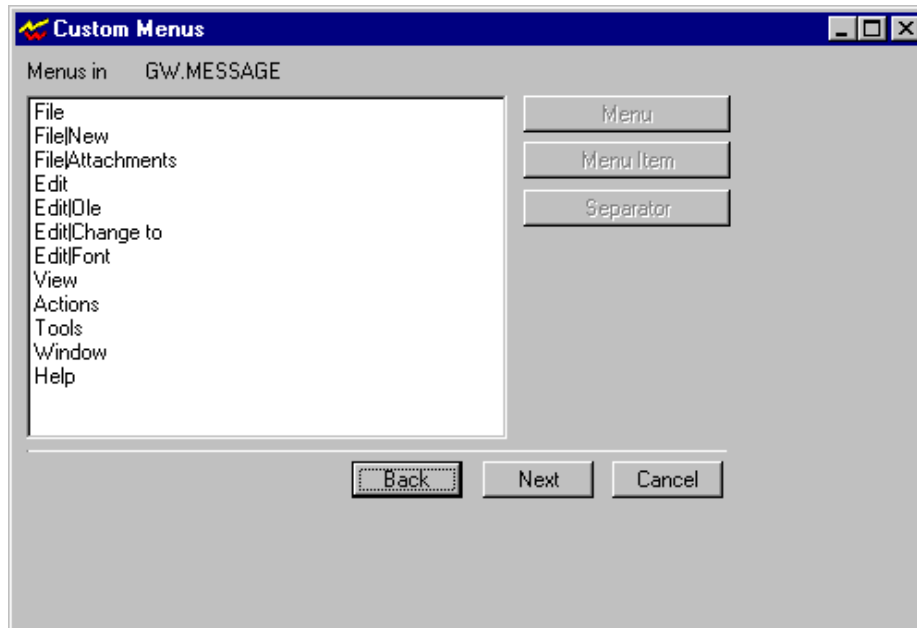 Custom Menus
Menus in GW.MESSAGE
File
File|New
File|Attachments
Edit
Edit|Ole
Edit|Change to
Edit|Font
View
Actions
Tools
Window
Help
Menu
Menu Item
Separator
Back Next Cancel